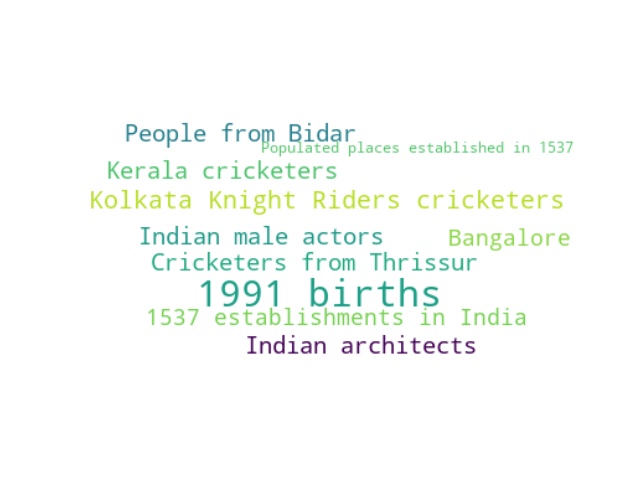 People from Bidar
Populated places established in 1537
Kerala cricketers
Kolkata Knight Riders cricketers
Indian male actors
Bangalore
Cricketers from Thrissur
1991 births
1537 establishments in India
Indian architects